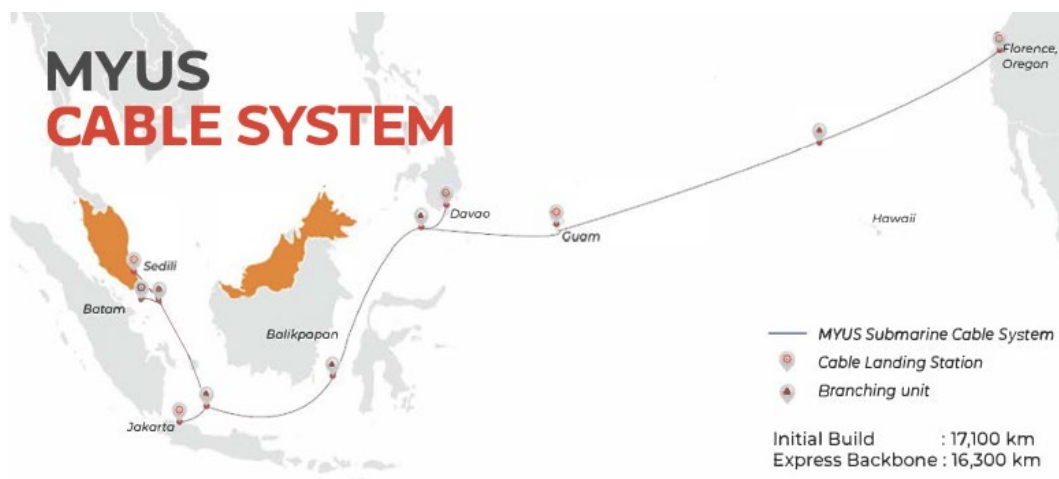 MYUS
CABLE SYSTEM
Florence,
Oregon
Davao
Guam
Hawaii
Sedili
Batam
Balikpapan
Jakarta
MYUS Submarine Cable System
Cable Landing Station
Branching unit
Initial Build : 17,100 km
Express Backbone : 16,300 km